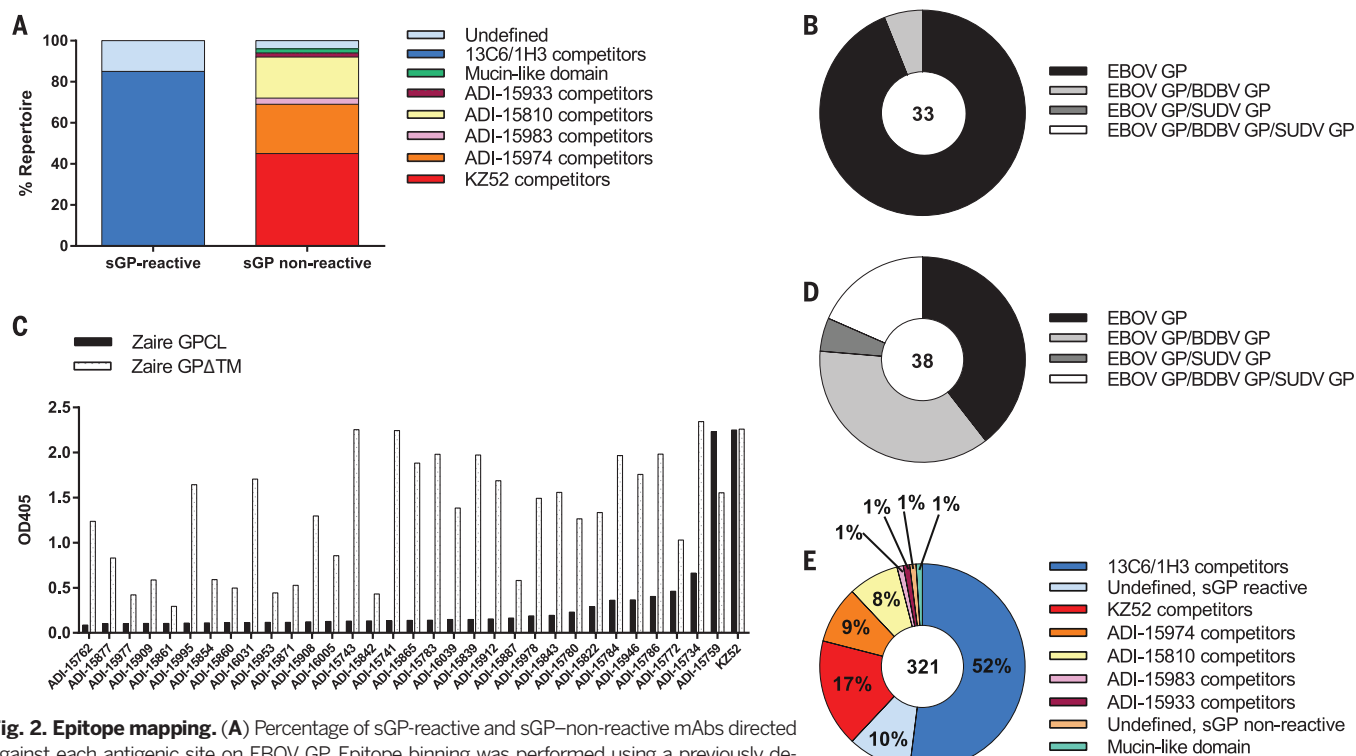 A
100
80
60
40
20
0
% Repertoire
sGP-reactive
sGP non-reactive
Undefined
13C6/1H3 competitors
Mucin-like domain
ADI-15933 competitors
ADI-15810 competitors
ADI-15983 competitors
ADI-15974 competitors
KZ52 competitors
B
33
EBOV GP
EBOV GP/BDBV GP
EBOV GP/SUDV GP
EBOV GP/BDBV GP/SUDV GP
C
Zaire GPCL
Zaire GPΔTM
2.5
2.0
1.5
1.0
0.5
0.0
OD405
ADI-15762
ADI-15877
ADI-15977
ADI-15909
ADI-15861
ADI-15995
ADI-15854
ADI-15860
ADI-16031
ADI-15953
ADI-15871
ADI-15908
ADI-16005
ADI-15743
ADI-15842
ADI-15741
ADI-15865
ADI-15783
ADI-16039
ADI-15839
ADI-15912
ADI-15887
ADI-15978
ADI-15843
ADI-15780
ADI-15822
ADI-15784
ADI-15946
ADI-15786
ADI-15772
ADI-15734
ADI-15759
KZ52
D
38
EBOV GP
EBOV GP/BDBV GP
EBOV GP/SUDV GP
EBOV GP/BDBV GP/SUDV GP
E
1%
1%
1%
1%
8%
9%
17%
10%
52%
321
13C6/1H3 competitors
Undefined, sGP reactive
KZ52 competitors
ADI-15974 competitors
ADI-15810 competitors
ADI-15983 competitors
ADI-15933 competitors
Undefined, sGP non-reactive
Mucin-like domain
ig. 2. Epitope mapping. (A) Percentage of sGP-reactive and sGP–non-reactive mAbs directed
against each antigenic site on EBOV GP. Epitope binning was performed using a previously de-